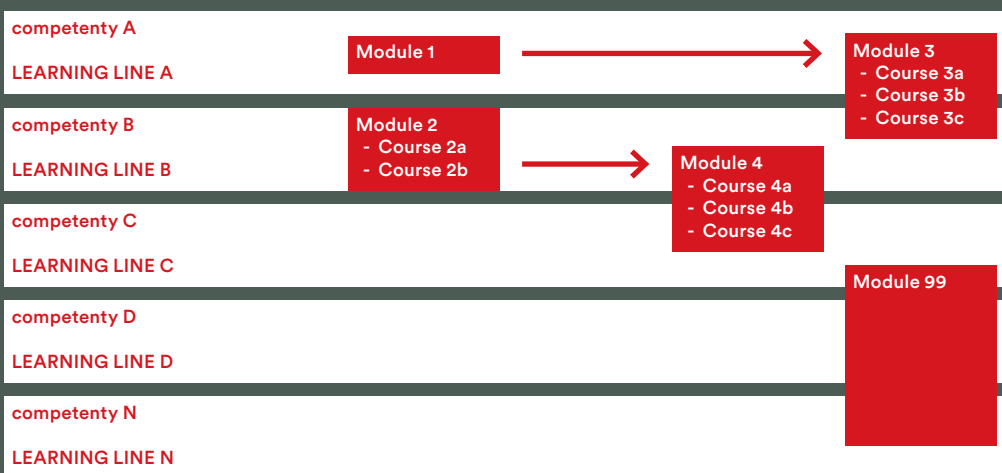 competenty A
LEARNING LINE A
Module 1
Module 3
- Course 3a
- Course 3b
- Course 3c
competenty B
LEARNING LINE B
Module 2
- Course 2a
- Course 2b
Module 4
- Course 4a
- Course 4b
- Course 4c
competenty C
LEARNING LINE C
Module 99
competenty D
LEARNING LINE D
competenty N
LEARNING LINE N